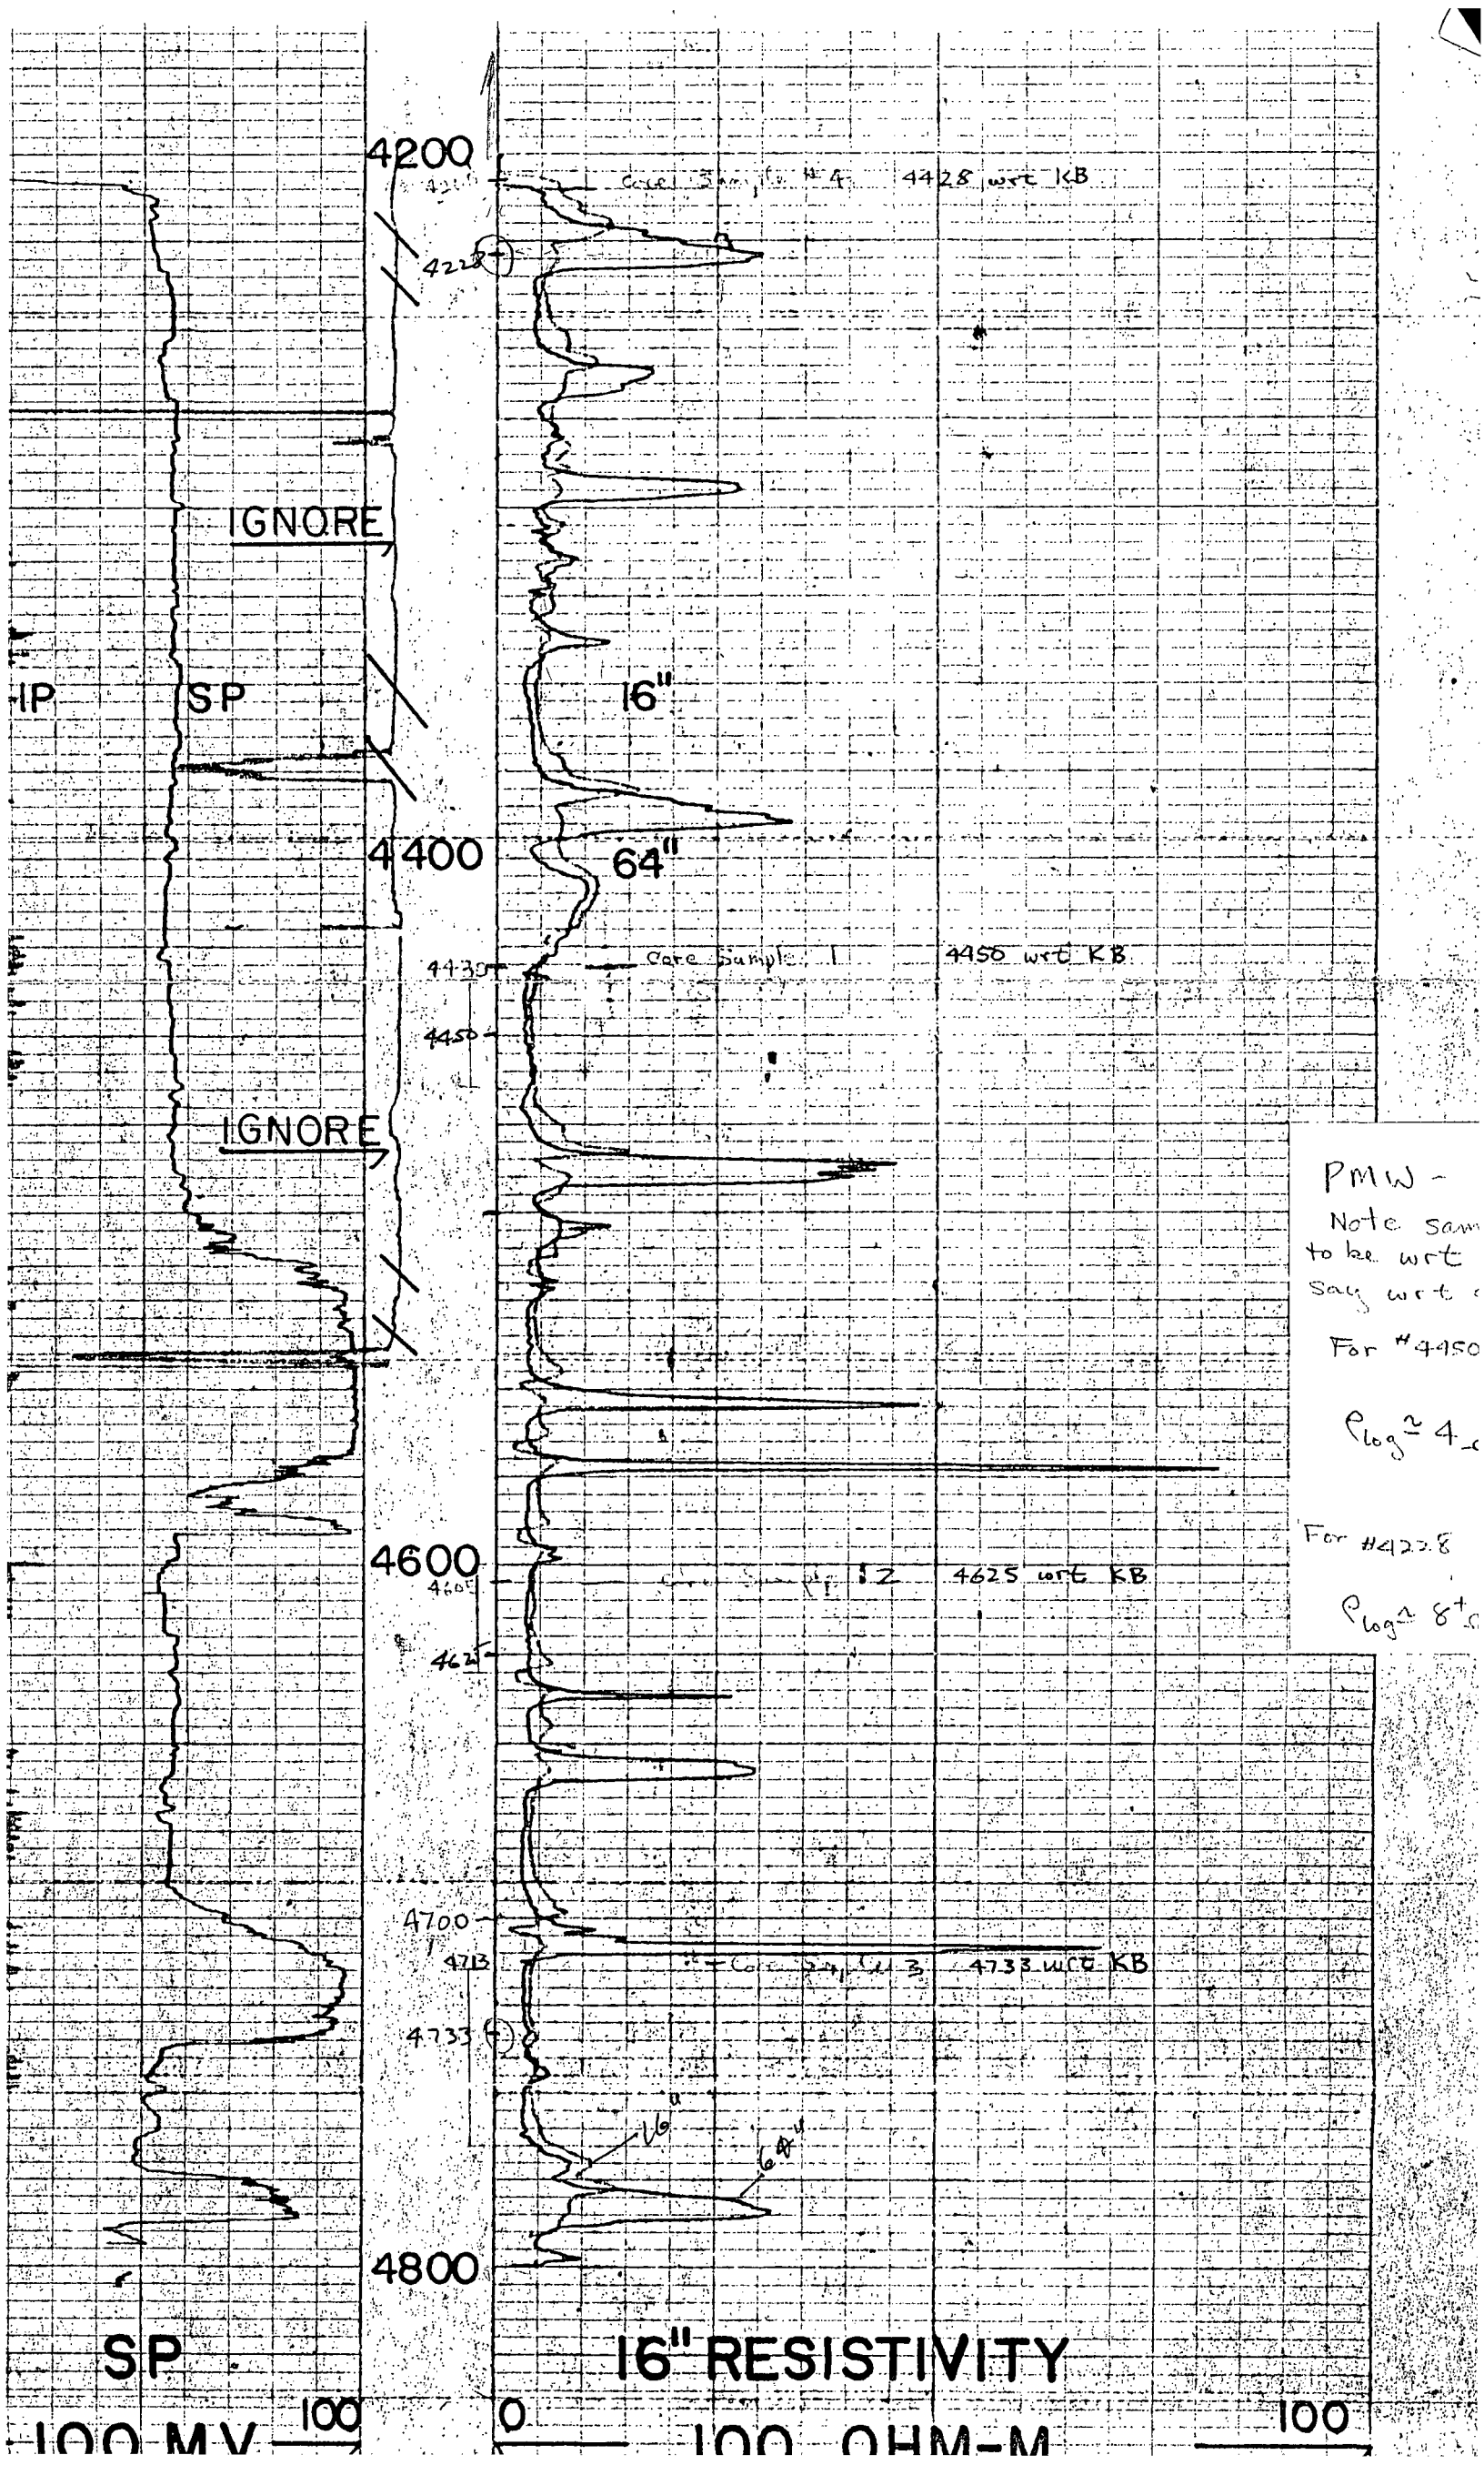 4200
Core Sample #4 4428 wrt KB
4228
IGNORE
IP SP 16"
4400 64"
4430 Core Sample 1 4450 wrt KB
4450
IGNORE
PMW -
Note sam
to be wrt
say wrt
For #4450
ρlog ≃ 4
4600
For #4228
4605 2 4625 wrt KB
ρlog ~ 8+
4625
4700
4713 Core Sample 3 4733 wrt KB
4733
16"
64"
4800
SP 16" RESISTIVITY
100 0 100
100 MV 100 OHM-M